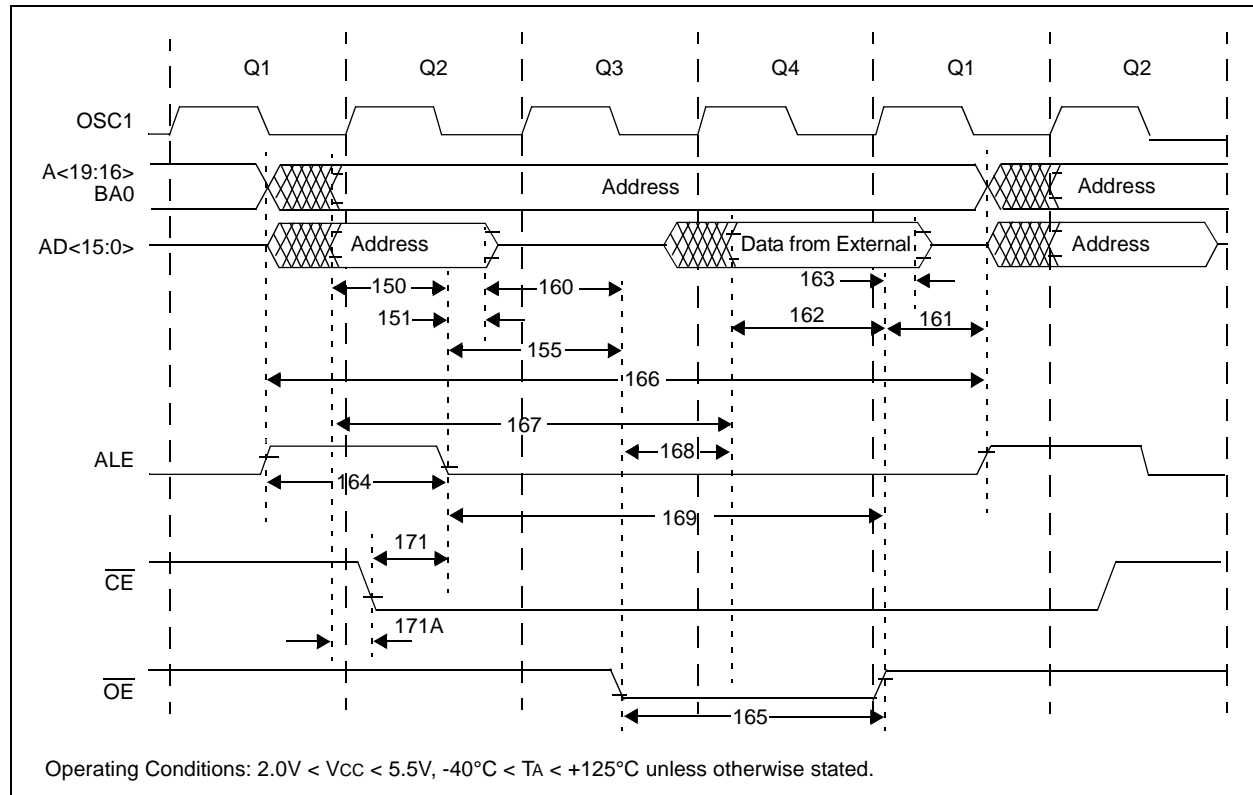 Q1 Q2 Q3 Q4 Q1 Q2
OSC1
A<19:16>
BA0
Address Address
AD<15:0>
Address Data from External Address
150 160 163
151 162 161
155
166
167
ALE
168
164
169
171
CE
171A
OE
165
Operating Conditions: 2.0V < VCC < 5.5V, -40°C < TA < +125°C unless otherwise stated.